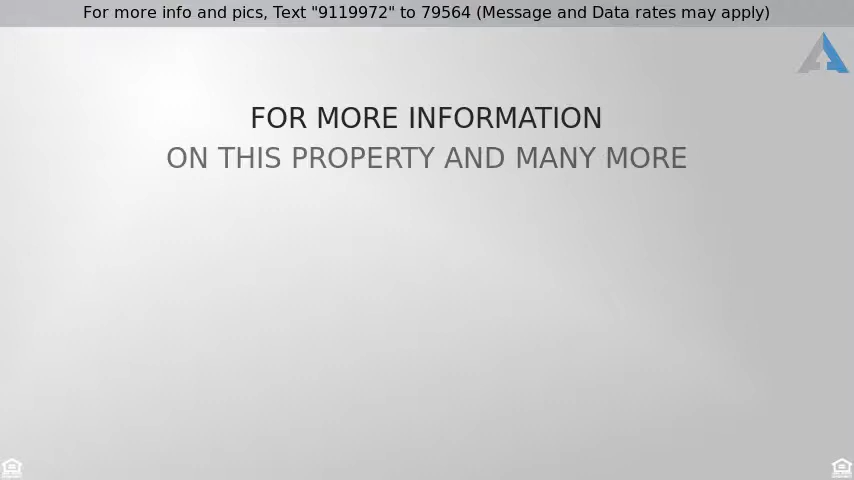 For more info and pics, Text "9119972" to 79564 (Message and Data rates may apply)
FOR MORE INFORMATION
ON THIS PROPERTY AND MANY MORE